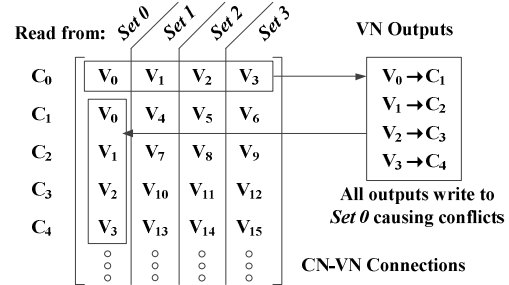 Read from: Set 0 Set 1 Set 2 Set 3 VN Outputs
C0 V0 V1 V2 V3 V0 → C1
C1 V0 V4 V5 V6 V1 → C2
C2 V1 V7 V8 V9 V2 → C3
V3 → C4
C3 V2 V10 V11 V12 All outputs write to
C4 V3 V13 V14 V15 Set 0 causing conflicts
CN-VN Connections